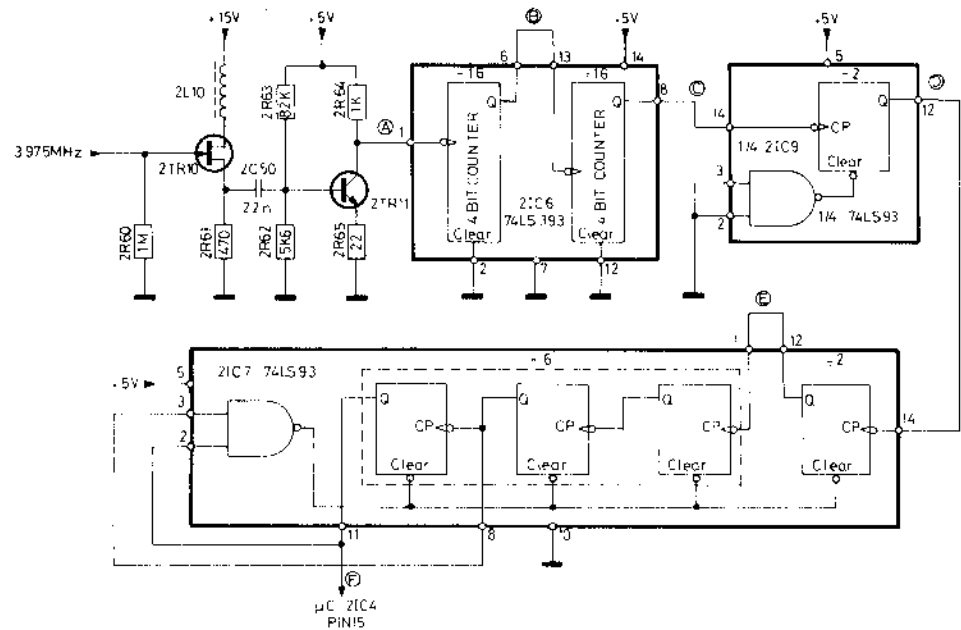 +15V
+5V
B
+5V
+5V
2L10
2R63
82K
2R64
1K
6
13
14
5
÷16
÷16
÷2
3.975MHz
2TR10
2C50
22n
2TR11
A
1
Q
Q
8
C
14
Q
12
D
4 BIT COUNTER
4 BIT COUNTER
CP
Clear
1/4 2IC9
1/4 74LS93
3
2
2IC6
74LS393
Clear
Clear
2R60
1M
2R61
470
2R62
5K6
2R65
22
2
7
12
E
1
12
÷6
÷2
+5V
5
2IC7 74LS93
3
2
Q
CP
Clear
Q
CP
Clear
Q
CP
Clear
Q
CP
Clear
14
11
8
10
F
µC 2IC4
PIN15